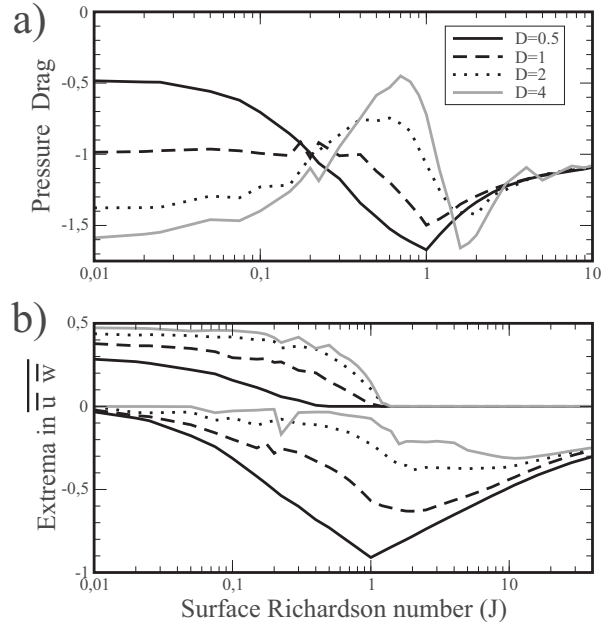 a)
0
-0,5
-1
-1,5
Pressure Drag
D=0.5
D=1
D=2
D=4
0,01
0,1
1
10
b)
0,5
0
-0,5
-1
Extrema in u w
0,01
0,1
1
10
Surface Richardson number (J)